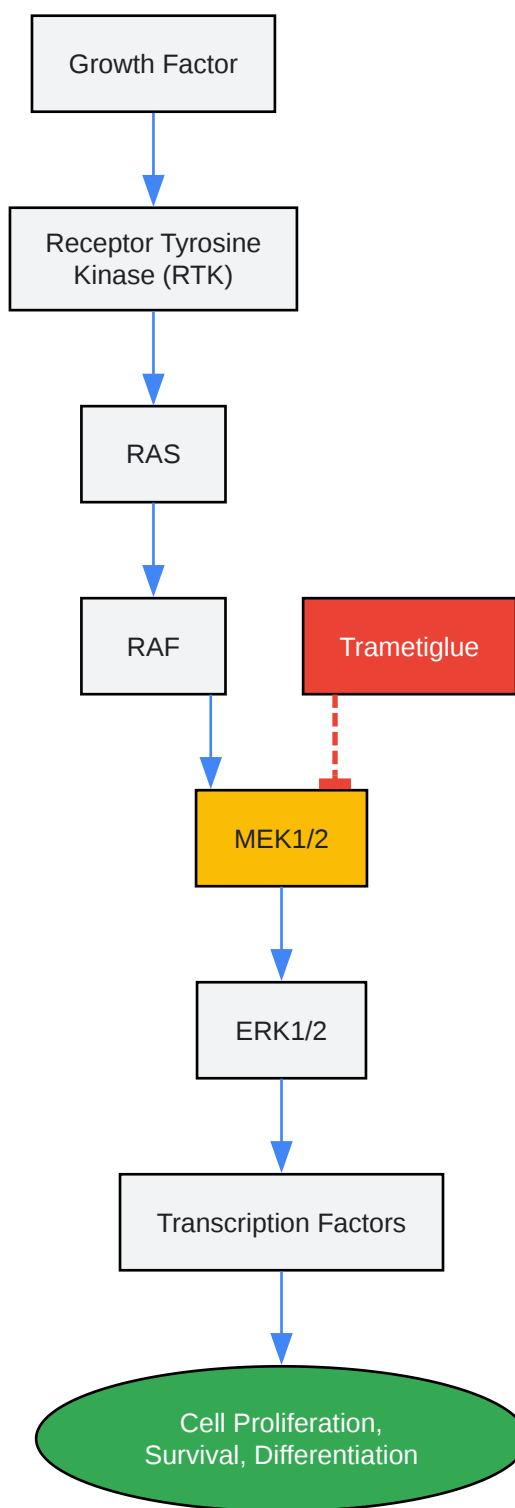 Growth Factor
Receptor Tyrosine
Kinase (RTK)
RAS
RAF
Trametiglue
MEK1/2
ERK1/2
Transcription Factors
Cell Proliferation,
Survival, Differentiation